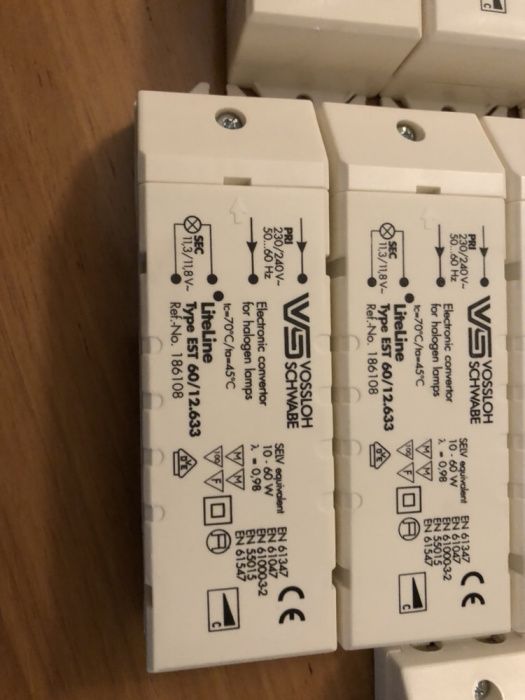 VS VOSSLOH
SCHWABE
Electronic convertor
for halogen lamps
tc=70°C/ta=45°C
LiteLine
Type EST 60/12.633
Ref.-No. 186108
PRI
230/240V~
50...60 Hz
SEC
11,3/11,8V~
SELV equivalent
10 - 60 W
λ = 0,98
M M
F
EN 61347
EN 61047
EN 61000-3-2
EN 55015
EN 61547
CE
C
VS VOSSLOH
SCHWABE
Electronic convertor
for halogen lamps
tc=70°C/ta=45°C
LiteLine
Type EST 60/12.633
Ref.-No. 186108
PRI
230/240V~
50...60 Hz
SEC
11,3/11,8V~
SELV equivalent
10 - 60 W
λ = 0,98
M M
F
EN 61347
EN 61047
EN 61000-3-2
EN 55015
EN 61547
CE
C
C